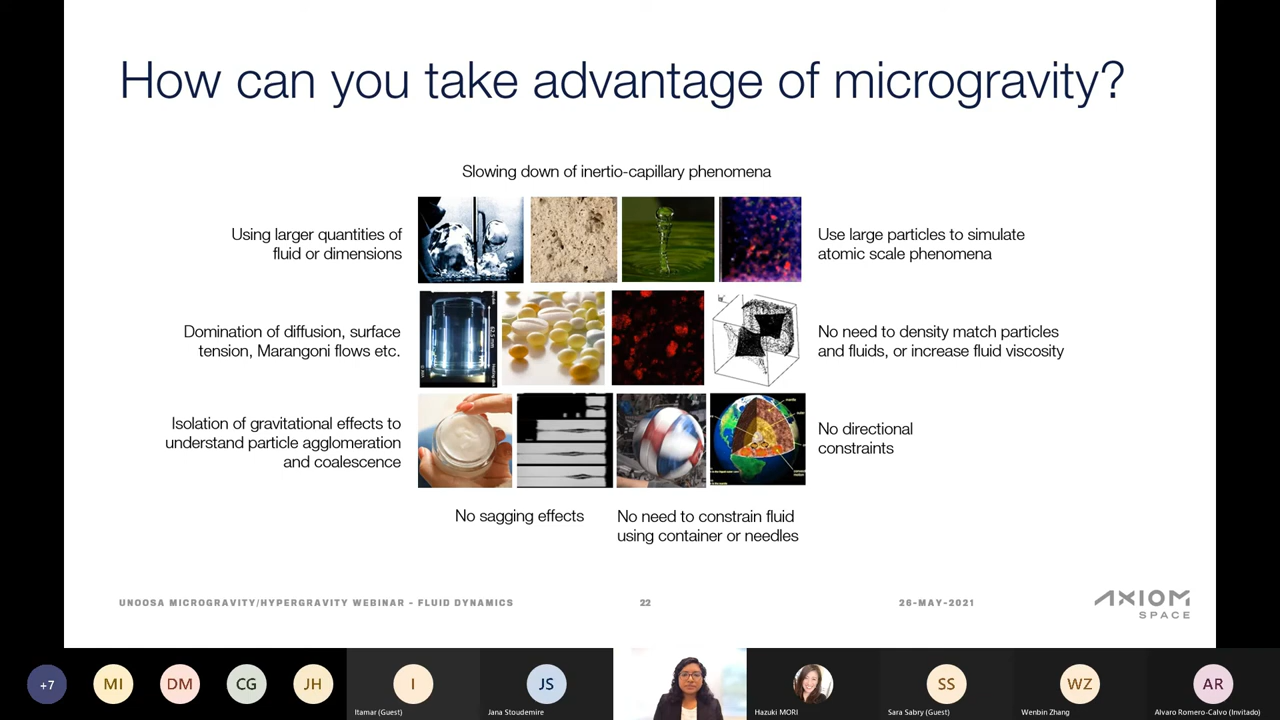 How can you take advantage of microgravity?
Slowing down of inertio-capillary phenomena
Using larger quantities of
fluid or dimensions
Use large particles to simulate
atomic scale phenomena
Domination of diffusion, surface
tension, Marangoni flows etc.
No need to density match particles
and fluids, or increase fluid viscosity
Isolation of gravitational effects to
understand particle agglomeration
and coalescence
No directional
constraints
No sagging effects
No need to constrain fluid
using container or needles
UNOOSA MICROGRAVITY/HYPERGRAVITY WEBINAR - FLUID DYNAMICS
22
26-MAY-2021
AXIOM
SPACE
+7
MI
DM
CG
JH
I
JS
SS
WZ
AR
Itamar (Guest)
Jana Stoudemire
Hazuki MORI
Sara Sabry (Guest)
Wenbin Zhang
Alvaro Romero-Calvo (Invitado)